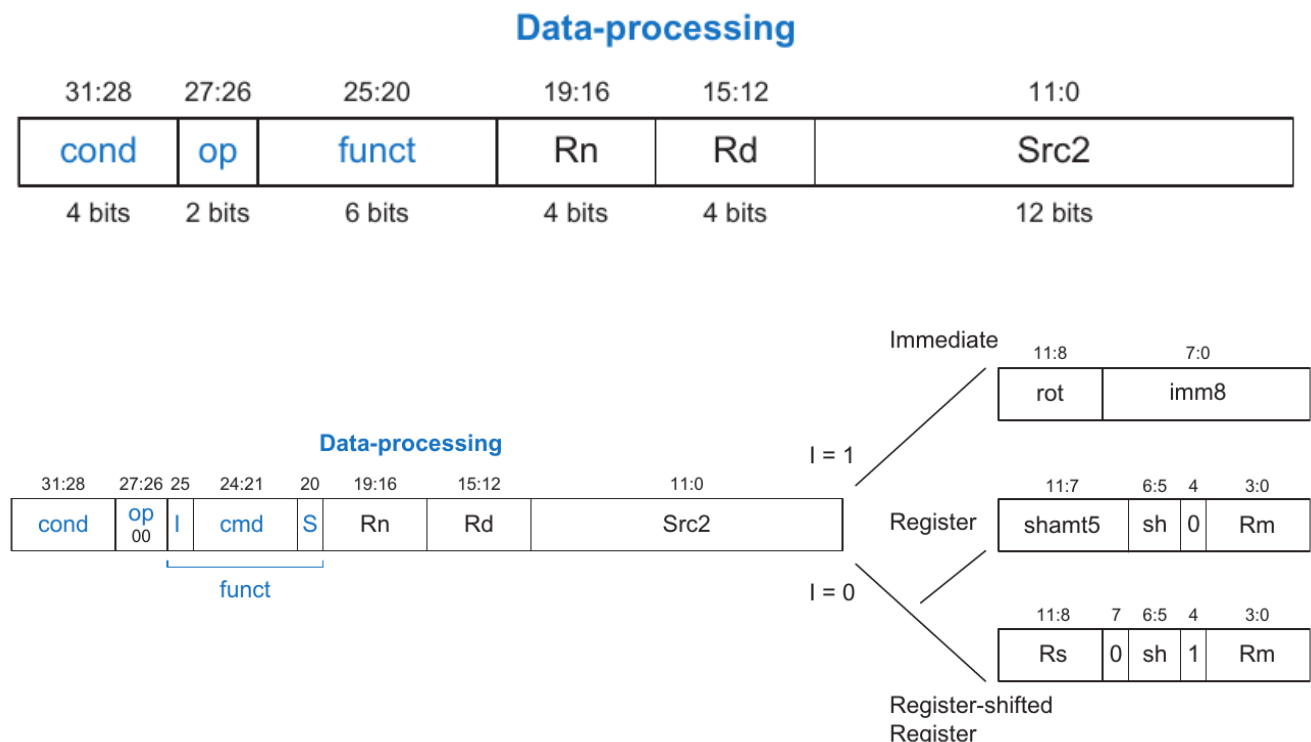 Data-processing
31:28 27:26 25:20 19:16 15:12 11:0
cond op funct Rn Rd Src2
4 bits 2 bits 6 bits 4 bits 4 bits 12 bits
Immediate
11:8 7:0
rot imm8
Data-processing
I = 1
31:28 27:26 25 24:21 20 19:16 15:12 11:0
cond op 00 I cmd S Rn Rd Src2
funct
Register
11:7 6:5 4 3:0
shamt5 sh 0 Rm
I = 0
11:8 7 6:5 4 3:0
Rs 0 sh 1 Rm
Register-shifted
Register